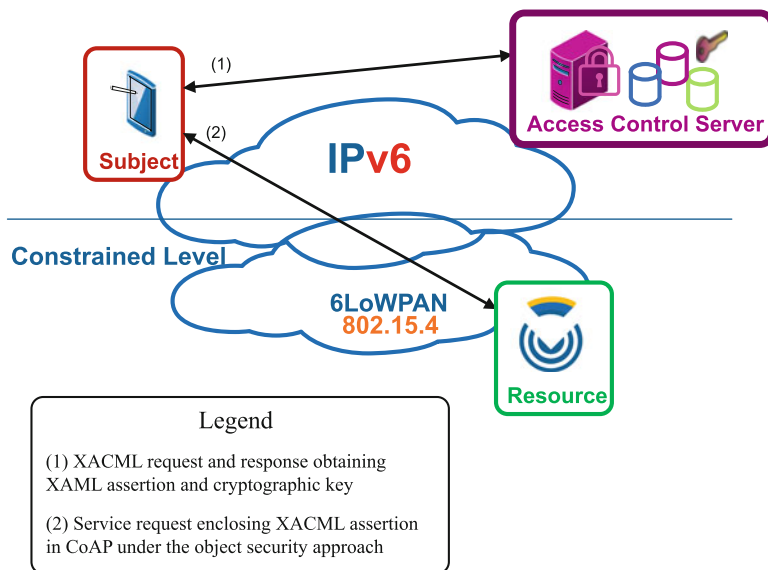 (1)
Access Control Server
Subject
(2)
IPv6
Constrained Level
6LoWPAN
802.15.4
Resource
Legend
(1) XACML request and response obtaining
XAML assertion and cryptographic key
(2) Service request enclosing XACML assertion
in CoAP under the object security approach